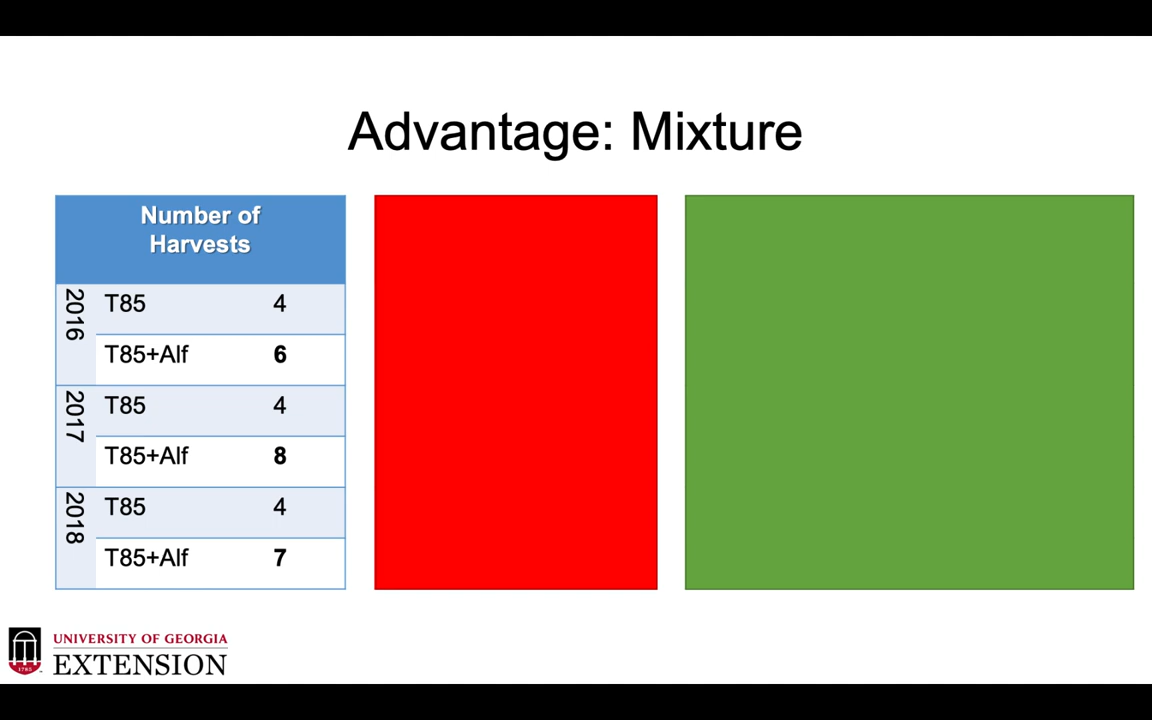 Advantage: Mixture
Number of
Harvests
2016
T85 4
T85+Alf 6
2017
T85 4
T85+Alf 8
2018
T85 4
T85+Alf 7
1785
UNIVERSITY OF GEORGIA
EXTENSION